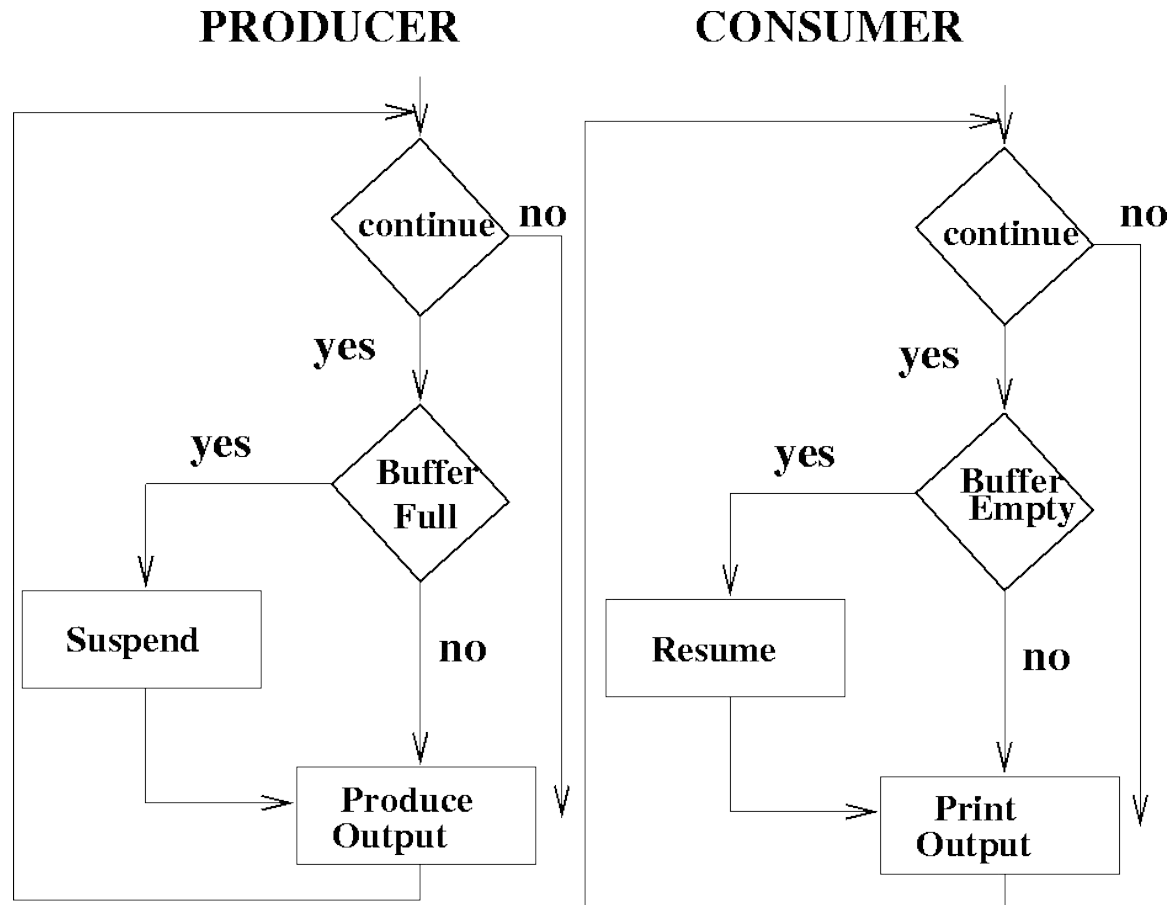 PRODUCER
continue
no
yes
yes
Buffer
Full
Suspend
no
Produce
Output
CONSUMER
continue
no
yes
yes
Buffer
Empty
Resume
no
Print
Output